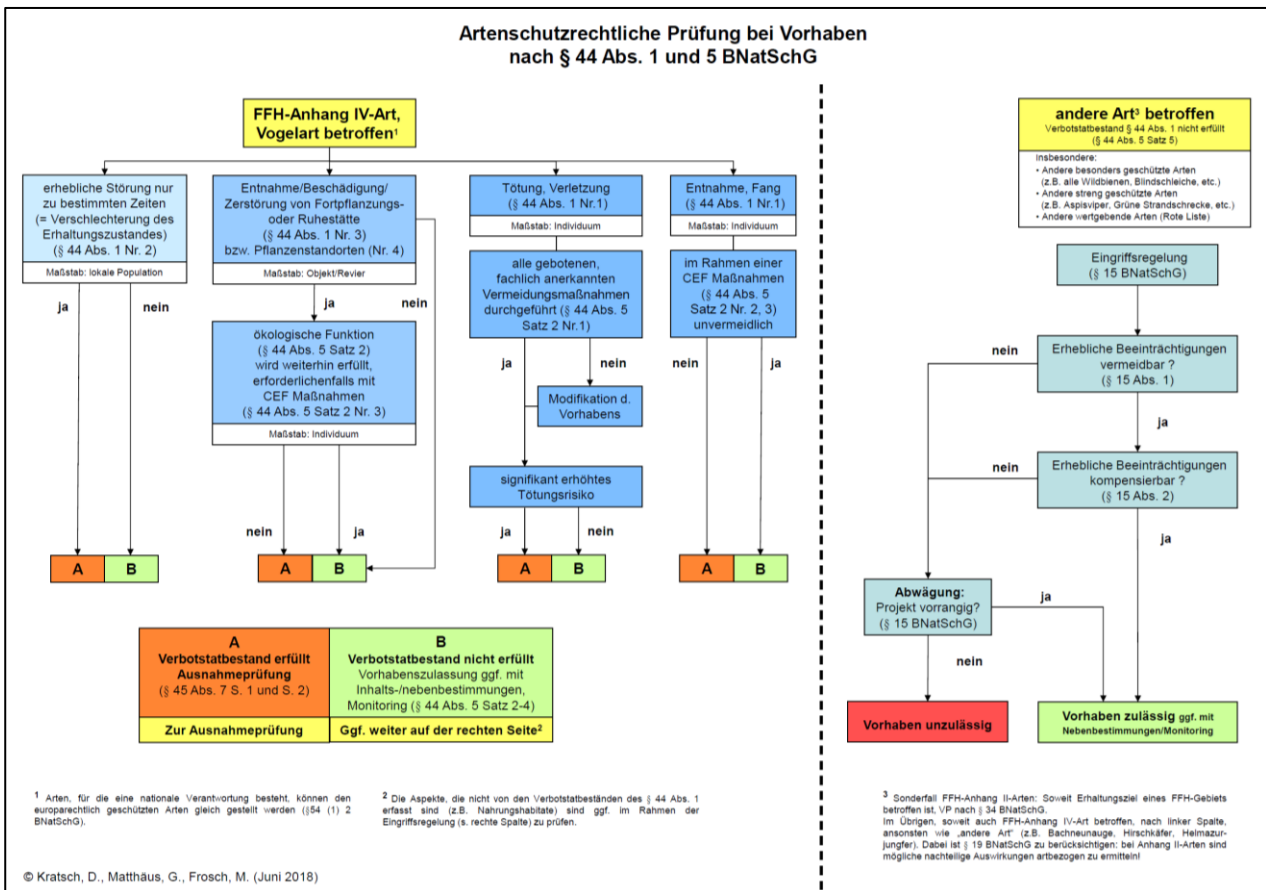 Artenschutzrechtliche Prüfung bei Vorhaben
nach § 44 Abs. 1 und 5 BNatSchG
FFH-Anhang IV-Art,
Vogelart betroffen¹
erhebliche Störung nur
zu bestimmten Zeiten
(= Verschlechterung des
Erhaltungszustandes)
(§ 44 Abs. 1 Nr. 2)
Maßstab: lokale Population
ja
nein
A
B
Entnahme/Beschädigung/
Zerstörung von Fortpflanzungs-
oder Ruhestätte
(§ 44 Abs. 1 Nr. 3)
bzw. Pflanzenstandorten (Nr. 4)
Maßstab: Objekt/Revier
ja
nein
ökologische Funktion
(§ 44 Abs. 5 Satz 2)
wird weiterhin erfüllt,
erforderlichenfalls mit
CEF Maßnahmen
(§ 44 Abs. 5 Satz 2 Nr. 3)
Maßstab: Individuum
nein
ja
A
B
Tötung, Verletzung
(§ 44 Abs. 1 Nr.1)
Maßstab: Individuum
alle gebotenen,
fachlich anerkannten
Vermeidungsmaßnahmen
durchgeführt (§ 44 Abs. 5
Satz 2 Nr.1)
ja
nein
Modifikation d.
Vorhabens
signifikant erhöhtes
Tötungsrisiko
ja
nein
A
B
Entnahme, Fang
(§ 44 Abs. 1 Nr.1)
Maßstab: Individuum
im Rahmen einer
CEF Maßnahmen
(§ 44 Abs. 5
Satz 2 Nr. 2, 3)
unvermeidlich
nein
ja
A
B
A
Verbotstatbestand erfüllt
Ausnahmeprüfung
(§ 45 Abs. 7 S. 1 und S. 2)
Zur Ausnahmeprüfung
B
Verbotstatbestand nicht erfüllt
Vorhabenszulassung ggf. mit
Inhalts-/nebenbestimmungen,
Monitoring (§ 44 Abs. 5 Satz 2-4)
Ggf. weiter auf der rechten Seite²
¹ Arten, für die eine nationale Verantwortung besteht, können den
europarechtlich geschützten Arten gleich gestellt werden (§54 (1) 2
BNatSchG).
² Die Aspekte, die nicht von den Verbotstatbeständen des § 44 Abs. 1
erfasst sind (z.B. Nahrungshabitate) sind ggf. im Rahmen der
Eingriffsregelung (s. rechte Spalte) zu prüfen.
© Kratsch, D., Matthäus, G., Frosch, M. (Juni 2018)
andere Art³ betroffen
Verbotstatbestand § 44 Abs. 1 nicht erfüllt
(§ 44 Abs. 5 Satz 5)
Insbesondere:
• Andere besonders geschützte Arten
(z.B. alle Wildbienen, Blindschleiche, etc.)
• Andere streng geschützte Arten
(z.B. Aspisviper, Grüne Strandschrecke, etc.)
• Andere wertgebende Arten (Rote Liste)
Eingriffsregelung
(§ 15 BNatSchG)
nein
Erhebliche Beeinträchtigungen
vermeidbar ?
(§ 15 Abs. 1)
ja
nein
Erhebliche Beeinträchtigungen
kompensierbar ?
(§ 15 Abs. 2)
ja
Abwägung:
Projekt vorrangig?
(§ 15 BNatSchG)
ja
nein
Vorhaben unzulässig
Vorhaben zulässig ggf. mit
Nebenbestimmungen/Monitoring
³ Sonderfall FFH-Anhang II-Arten: Soweit Erhaltungsziel eines FFH-Gebiets
betroffen ist, VP nach § 34 BNatSchG.
Im Übrigen, soweit auch FFH-Anhang IV-Art betroffen, nach linker Spalte,
ansonsten wie „andere Art“ (z.B. Bachneunauge, Hirschkäfer, Helmazur-
jungfer). Dabei ist § 19 BNatSchG zu berücksichtigen: bei Anhang II-Arten sind
mögliche nachteilige Auswirkungen artbezogen zu ermitteln!